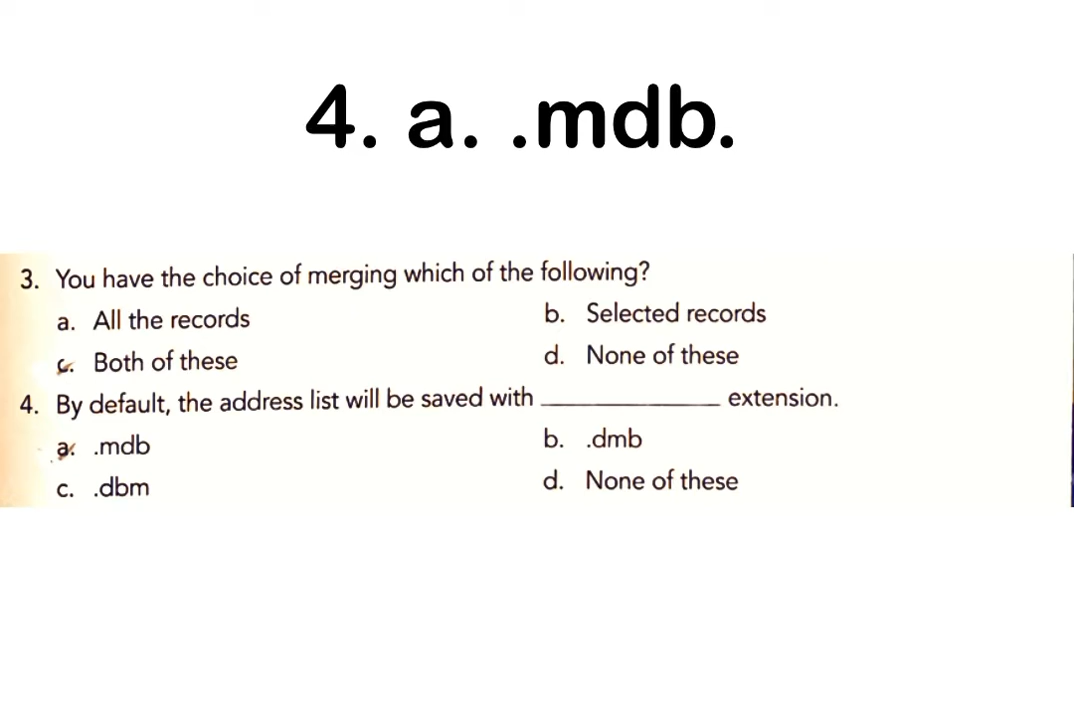 4. a. .mdb.
3. You have the choice of merging which of the following?
a. All the records
b. Selected records
c. Both of these
d. None of these
4. By default, the address list will be saved with ______________ extension.
a. .mdb
b. .dmb
c. .dbm
d. None of these